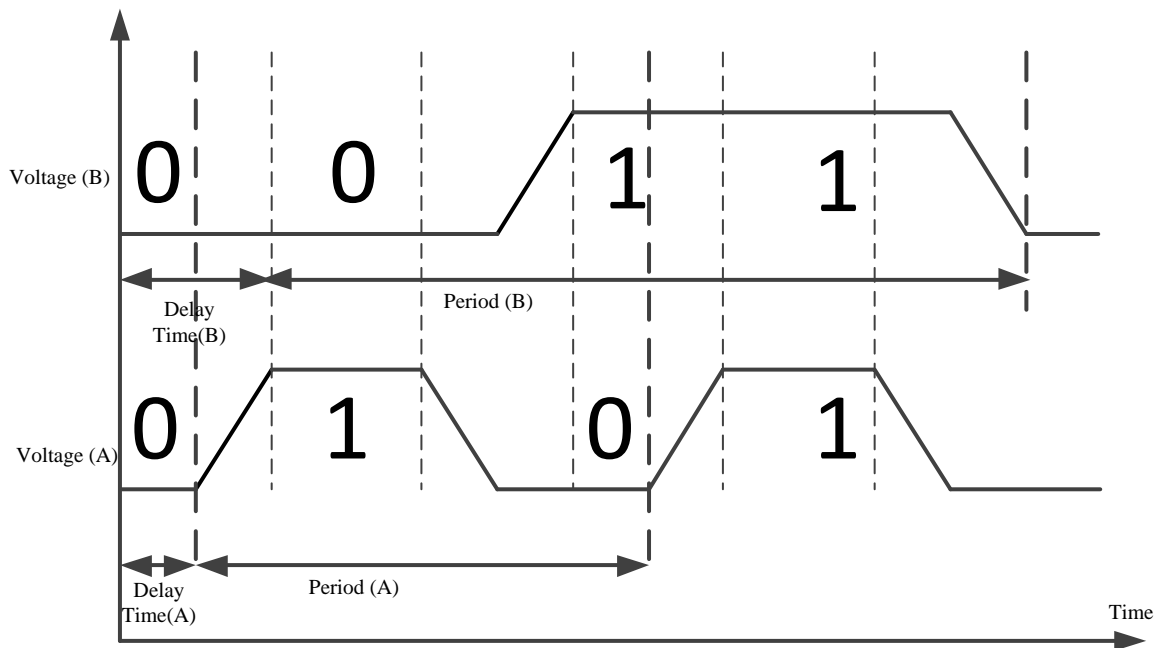 0 0 1 1
Voltage (B)
Delay
Time(B)
Period (B)
0 1 0 1
Voltage (A)
Delay
Time(A)
Period (A)
Time